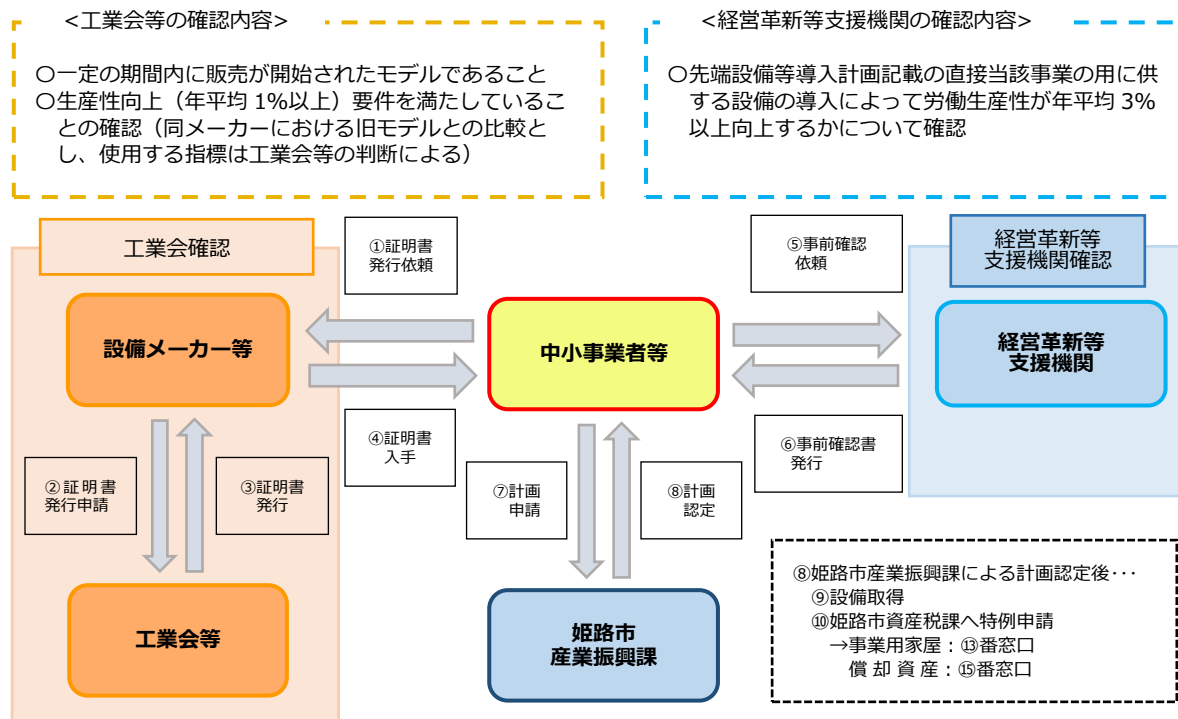 <工業会等の確認内容>
〇一定の期間内に販売が開始されたモデルであること
〇生産性向上（年平均 1%以上）要件を満たしているこ
との確認（同メーカーにおける旧モデルとの比較と
し、使用する指標は工業会等の判断による）
<経営革新等支援機関の確認内容>
〇先端設備等導入計画記載の直接当該事業の用に供
する設備の導入によって労働生産性が年平均 3%
以上向上するかについて確認
工業会確認
①証明書
発行依頼
⑤事前確認
依頼
経営革新等
支援機関確認
設備メーカー等
中小事業者等
経営革新等
支援機関
④証明書
入手
⑥事前確認書
発行
②証明書
発行申請
③証明書
発行
⑦計画
申請
⑧計画
認定
工業会等
姫路市
産業振興課
⑧姫路市産業振興課による計画認定後･･･
⑨設備取得
⑩姫路市資産税課へ特例申請
→事業用家屋：⑬番窓口
償 却 資 産：⑮番窓口